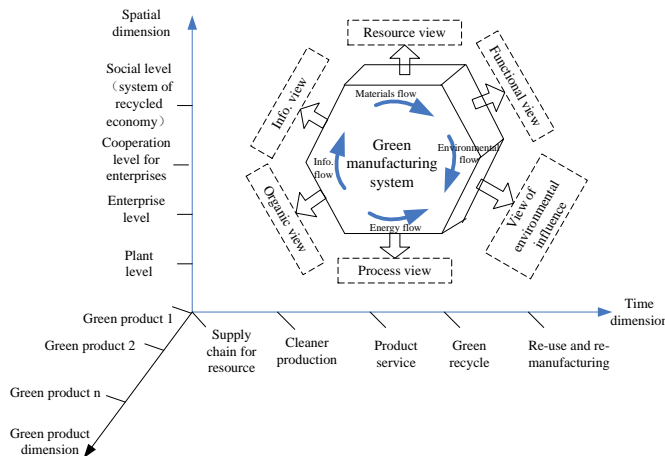 Spatial
dimension
Social level
（system of
recycled
economy）
Cooperation
level for
enterprises
Enterprise
level
Plant
level
Resource view
Functional view
View of
environmental
influence
Process view
Organic view
Info. view
Materials flow
Environmental
flow
Energy flow
Info.
flow
Green
manufacturing
system
Time
dimension
Supply
chain for
resource
Cleaner
production
Product
service
Green
recycle
Re-use and re-
manufacturing
Green product 1
Green product 2
Green product n
Green product
dimension